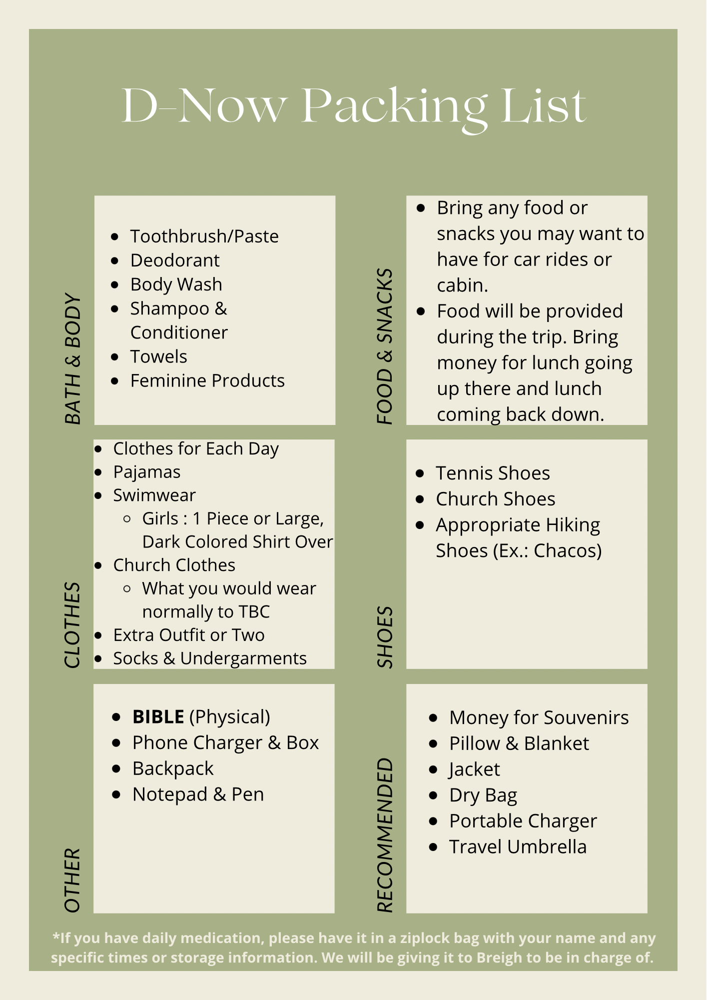 D-Now Packing List
BATH & BODY
• Toothbrush/Paste
• Deodorant
• Body Wash
• Shampoo &
Conditioner
• Towels
• Feminine Products
FOOD & SNACKS
• Bring any food or
snacks you may want to
have for car rides or
cabin.
• Food will be provided
during the trip. Bring
money for lunch going
up there and lunch
coming back down.
CLOTHES
• Clothes for Each Day
• Pajamas
• Swimwear
◦ Girls : 1 Piece or Large,
Dark Colored Shirt Over
• Church Clothes
◦ What you would wear
normally to TBC
• Extra Outfit or Two
• Socks & Undergarments
SHOES
• Tennis Shoes
• Church Shoes
• Appropriate Hiking
Shoes (Ex.: Chacos)
OTHER
• BIBLE (Physical)
• Phone Charger & Box
• Backpack
• Notepad & Pen
RECOMMENDED
• Money for Souvenirs
• Pillow & Blanket
• Jacket
• Dry Bag
• Portable Charger
• Travel Umbrella
*If you have daily medication, please have it in a ziplock bag with your name and any
specific times or storage information. We will be giving it to Breigh to be in charge of.